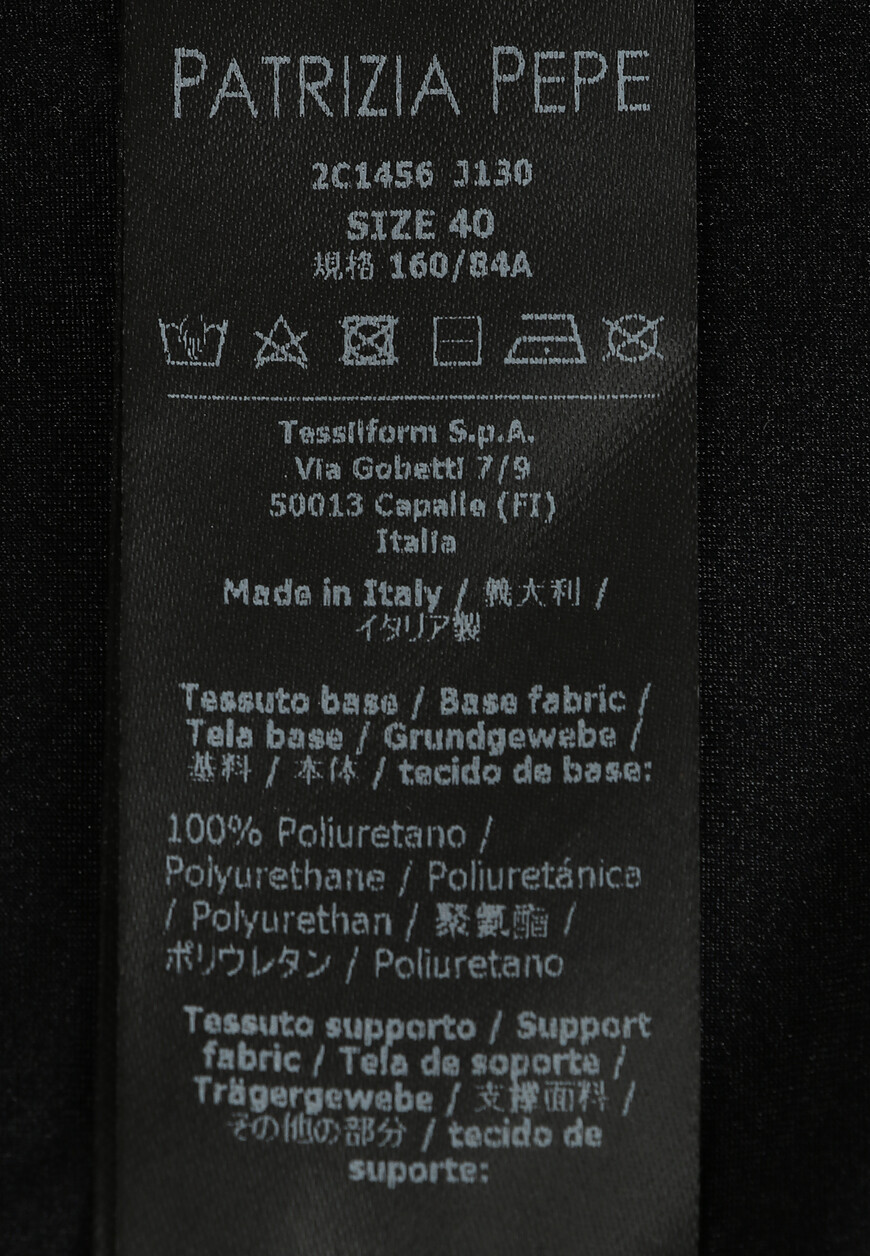 PATRIZIA PEPE
2C1456 J130
SIZE 40
规格 160/84A
Tessilform S.p.A.
Via Gobetti 7/9
50013 Capalle (FI)
Italia
Made in Italy / 義大利 /
イタリア製
Tessuto base / Base fabric /
Tela base / Grundgewebe /
基料 / 本体 / tecido de base:
100% Poliuretano /
Polyurethane / Poliuretánica
/ Polyurethan / 聚氨酯 /
ポリウレタン / Poliuretano
Tessuto supporto / Support
fabric / Tela de soporte /
Trägergewebe / 支撑面料 /
その他の部分 / tecido de
suporte: